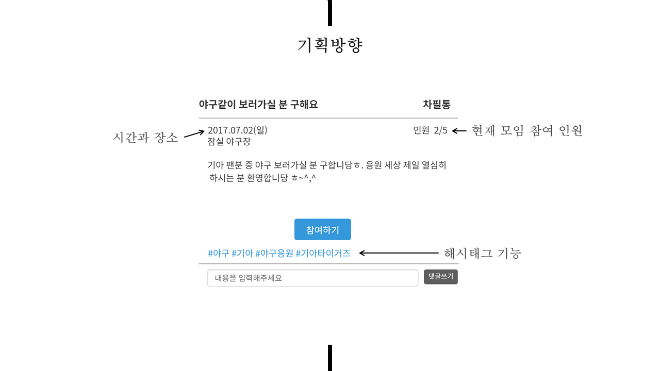 기획방향
야구같이 보러가실 분 구해요 차필통
시간과 장소
2017.07.02(일) 인원 2/5
현재 모임 참여 인원
잠실 야구장
기아 팬분 중 야구 보러가실 분 구합니당ㅎ. 응원 세상 제일 열심히
하시는 분 환영합니당 ㅎ~^,^
참여하기
#야구 #기아 #야구응원 #기아타이거즈
해시태그 기능
내용을 입력해주세요 댓글쓰기